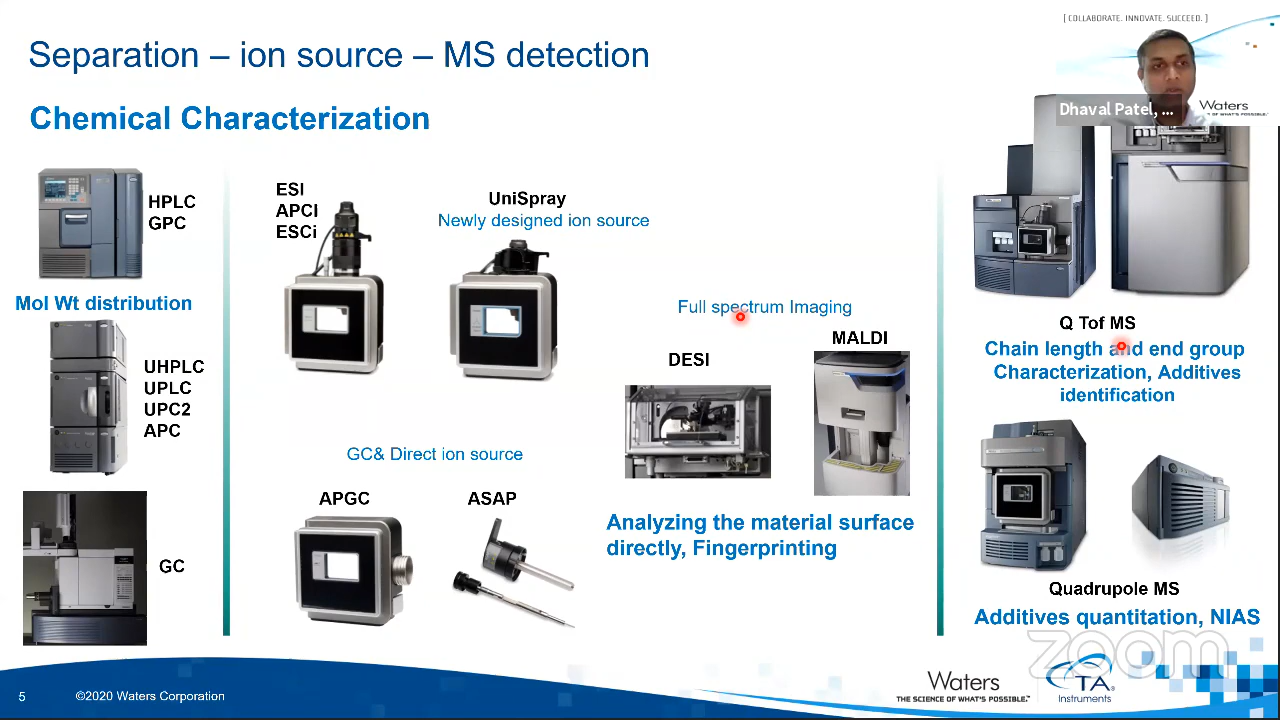 [ COLLABORATE. INNOVATE. SUCCEED. ]
Separation – ion source – MS detection
Chemical Characterization
Dhaval Patel, ...
Waters
OF WHAT'S POSSIBLE.
HPLC
GPC
Mol Wt distribution
UHPLC
UPLC
UPC2
APC
GC
ESI
APCI
ESCi
UniSpray
Newly designed ion source
GC& Direct ion source
APGC
ASAP
Full spectrum Imaging
DESI
MALDI
Analyzing the material surface
directly, Fingerprinting
Q Tof MS
Chain length and end group
Characterization, Additives
identification
Quadrupole MS
Additives quantitation, NIAS
zoom
5
©2020 Waters Corporation
Waters
THE SCIENCE OF WHAT'S POSSIBLE.™
TA
Instruments